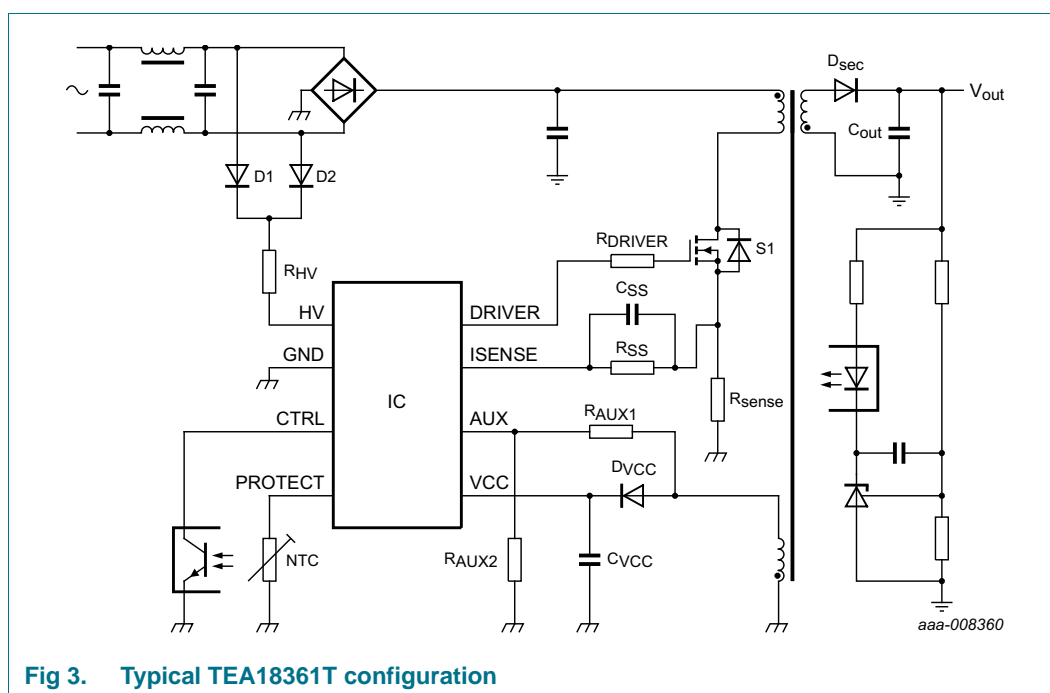 Dsec
Vout
Cout
D1
D2
RDRIVER
S1
RHV
CSS
HV
DRIVER
RSS
GND
ISENSE
Rsense
IC
CTRL
AUX
RAUX1
DVCC
PROTECT
VCC
NTC
RAUX2
CVCC
aaa-008360
Fig 3. Typical TEA18361T configuration